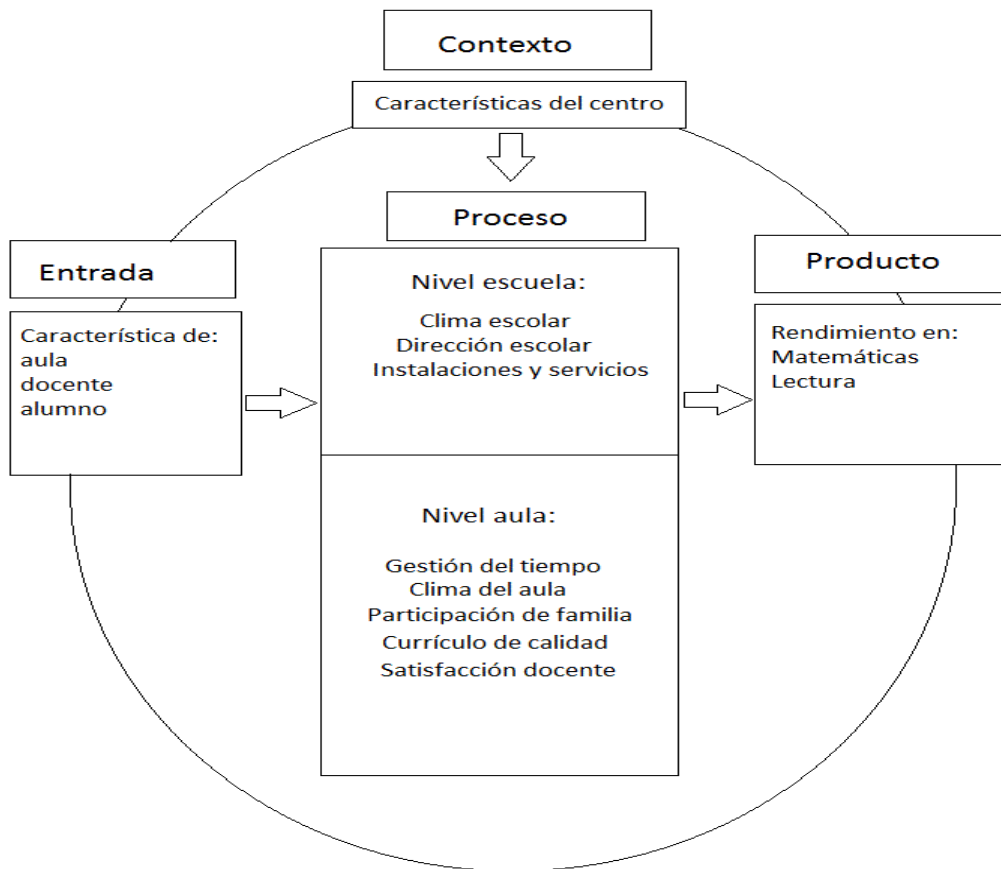 Contexto
Características del centro
Proceso
Entrada
Característica de:
aula
docente
alumno
Nivel escuela:
Clima escolar
Dirección escolar
Instalaciones y servicios
Nivel aula:
Gestión del tiempo
Clima del aula
Participación de familia
Currículo de calidad
Satisfacción docente
Producto
Rendimiento en:
Matemáticas
Lectura